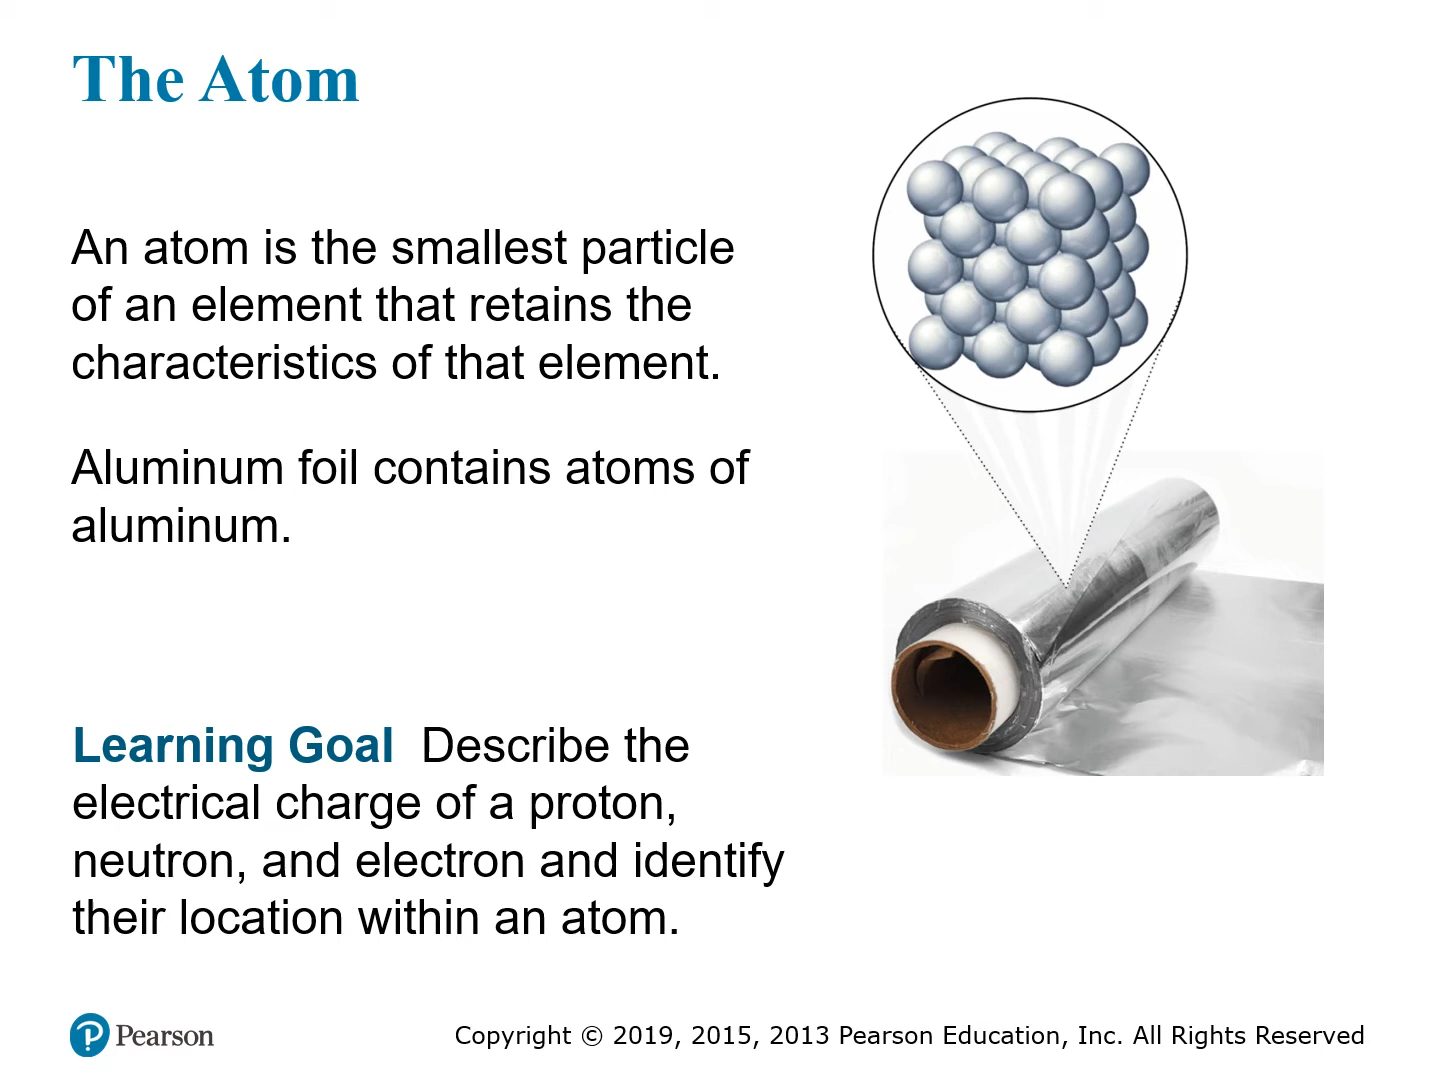 The Atom
An atom is the smallest particle
of an element that retains the
characteristics of that element.
Aluminum foil contains atoms of
aluminum.
Learning Goal Describe the
electrical charge of a proton,
neutron, and electron and identify
their location within an atom.
Pearson
Copyright © 2019, 2015, 2013 Pearson Education, Inc. All Rights Reserved